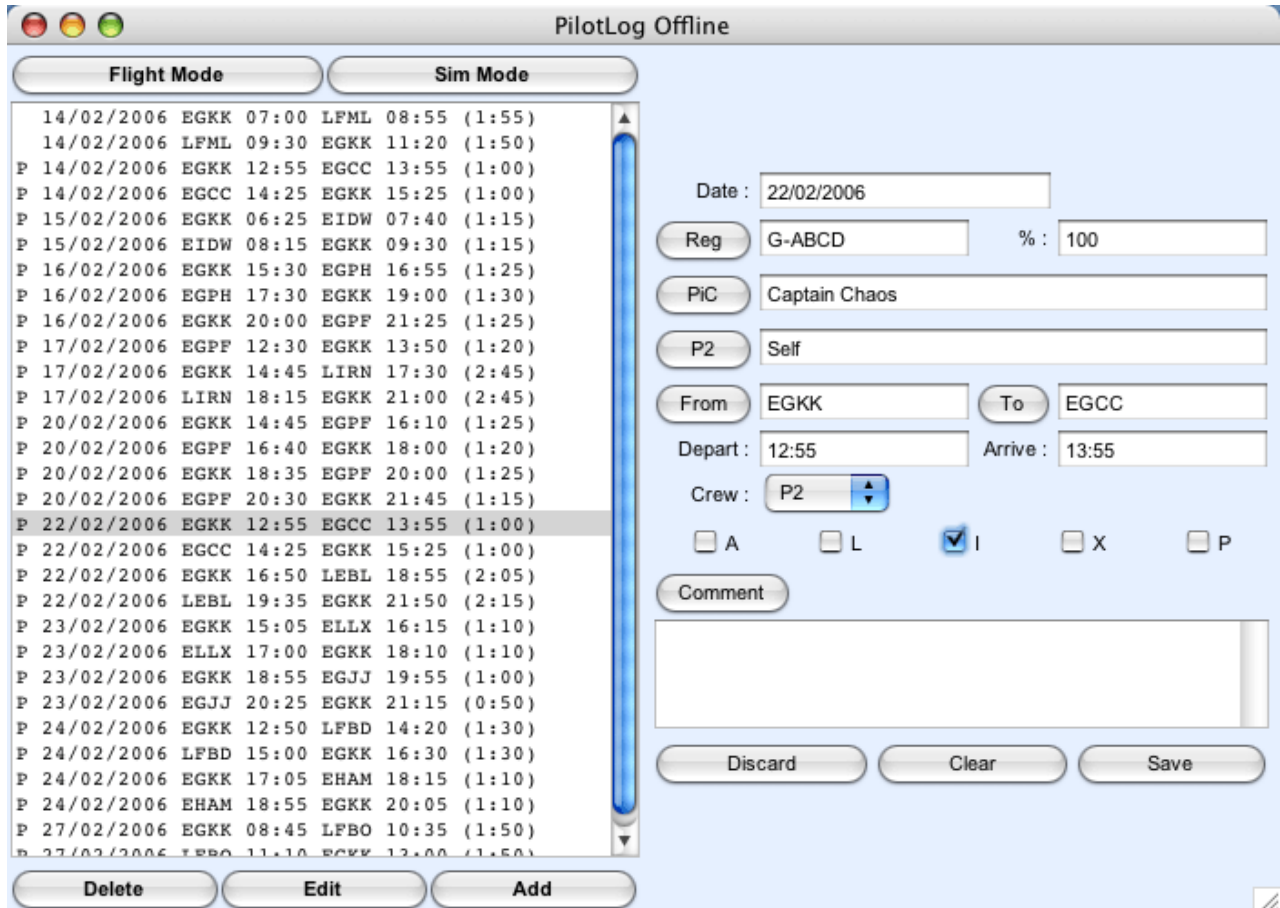 PilotLog Offline
Flight Mode Sim Mode
14/02/2006 EGKK 07:00 LFML 08:55 (1:55)
14/02/2006 LFML 09:30 EGKK 11:20 (1:50)
P 14/02/2006 EGKK 12:55 EGCC 13:55 (1:00)
P 14/02/2006 EGCC 14:25 EGKK 15:25 (1:00)
P 15/02/2006 EGKK 06:25 EIDW 07:40 (1:15)
P 15/02/2006 EIDW 08:15 EGKK 09:30 (1:15)
P 16/02/2006 EGKK 15:30 EGPH 16:55 (1:25)
P 16/02/2006 EGPH 17:30 EGKK 19:00 (1:30)
P 16/02/2006 EGKK 20:00 EGPF 21:25 (1:25)
P 17/02/2006 EGPF 12:30 EGKK 13:50 (1:20)
P 17/02/2006 EGKK 14:45 LIRN 17:30 (2:45)
P 17/02/2006 LIRN 18:15 EGKK 21:00 (2:45)
P 20/02/2006 EGKK 14:45 EGPF 16:10 (1:25)
P 20/02/2006 EGPF 16:40 EGKK 18:00 (1:20)
P 20/02/2006 EGKK 18:35 EGPF 20:00 (1:25)
P 20/02/2006 EGPF 20:30 EGKK 21:45 (1:15)
P 22/02/2006 EGKK 12:55 EGCC 13:55 (1:00)
P 22/02/2006 EGCC 14:25 EGKK 15:25 (1:00)
P 22/02/2006 EGKK 16:50 LEBL 18:55 (2:05)
P 22/02/2006 LEBL 19:35 EGKK 21:50 (2:15)
P 23/02/2006 EGKK 15:05 ELLX 16:15 (1:10)
P 23/02/2006 ELLX 17:00 EGKK 18:10 (1:10)
P 23/02/2006 EGKK 18:55 EGJJ 19:55 (1:00)
P 23/02/2006 EGJJ 20:25 EGKK 21:15 (0:50)
P 24/02/2006 EGKK 12:50 LFBD 14:20 (1:30)
P 24/02/2006 LFBD 15:00 EGKK 16:30 (1:30)
P 24/02/2006 EGKK 17:05 EHAM 18:15 (1:10)
P 24/02/2006 EHAM 18:55 EGKK 20:05 (1:10)
P 27/02/2006 EGKK 08:45 LFBO 10:35 (1:50)
P 27/02/2006 LFBO 11:10 EGKK 13:00 (1:50)
Delete Edit Add
Date : 22/02/2006
Reg G-ABCD % : 100
PiC Captain Chaos
P2 Self
From EGKK To EGCC
Depart : 12:55 Arrive : 13:55
Crew : P2
A L I X P
Comment
Discard Clear Save